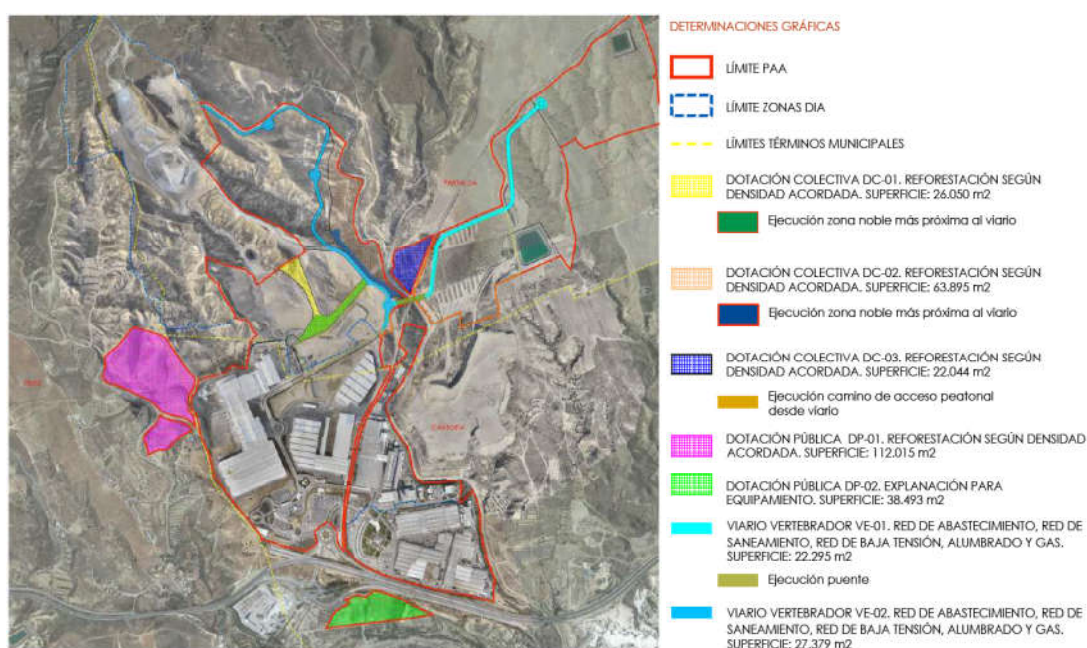 DETERMINACIONES GRÁFICAS
LÍMITE PAA
LÍMITE ZONAS DIA
LÍMITES TÉRMINOS MUNICIPALES
DOTACIÓN COLECTIVA DC-01. REFORESTACIÓN SEGÚN
DENSIDAD ACORDADA. SUPERFICIE: 26.050 m2
Ejecución zona noble más próxima al viario
DOTACIÓN COLECTIVA DC-02. REFORESTACIÓN SEGÚN
DENSIDAD ACORDADA. SUPERFICIE: 63.895 m2
Ejecución zona noble más próxima al viario
DOTACIÓN COLECTIVA DC-03. REFORESTACIÓN SEGÚN
DENSIDAD ACORDADA. SUPERFICIE: 22.044 m2
Ejecución camino de acceso peatonal
desde viario
DOTACIÓN PÚBLICA DP-01. REFORESTACIÓN SEGÚN DENSIDAD
ACORDADA. SUPERFICIE: 112.015 m2
DOTACIÓN PÚBLICA DP-02. EXPLANACIÓN PARA
EQUIPAMIENTO. SUPERFICIE: 38.493 m2
VIARIO VERTEBRADOR VE-01. RED DE ABASTECIMIENTO, RED DE
SANEAMIENTO, RED DE BAJA TENSIÓN, ALUMBRADO Y GAS.
SUPERFICIE: 22.295 m2
Ejecución puente
VIARIO VERTEBRADOR VE-02. RED DE ABASTECIMIENTO, RED DE
SANEAMIENTO, RED DE BAJA TENSIÓN, ALUMBRADO Y GAS.
SUPERFICIE: 27.379 m2